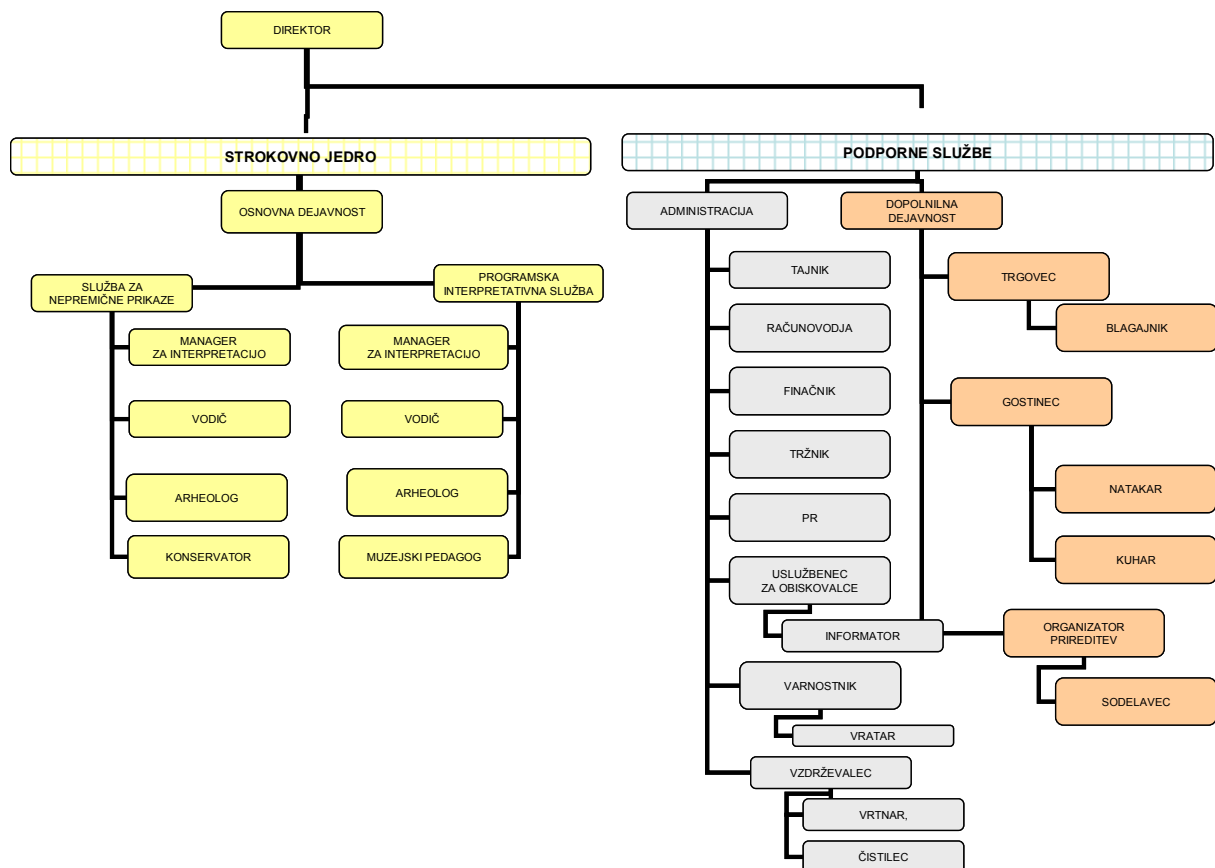 DIREKTOR
STROKOVNO JEDRO
OSNOVNA DEJAVNOST
SLUŽBA ZA
NEPREMIČNE PRIKAZE
MANAGER
ZA INTERPRETACIJO
VODIČ
ARHEOLOG
KONSERVATOR
PROGRAMSKA
INTERPRETATIVNA SLUŽBA
MANAGER
ZA INTERPRETACIJO
VODIČ
ARHEOLOG
MUZEJSKI PEDAGOG
PODPORNE SLUŽBE
ADMINISTRACIJA
TAJNIK
RAČUNOVODJA
FINAČNIK
TRŽNIK
PR
USLUŽBENEC
ZA OBISKOVALCE
INFORMATOR
VARNOSTNIK
VRATAR
VZDRŽEVALEC
VRTNAR,
ČISTILEC
DOPOLNILNA
DEJAVNOST
TRGOVEC
BLAGAJNIK
GOSTINEC
NATAKAR
KUHAR
ORGANIZATOR
PRIREDITEV
SODELAVEC